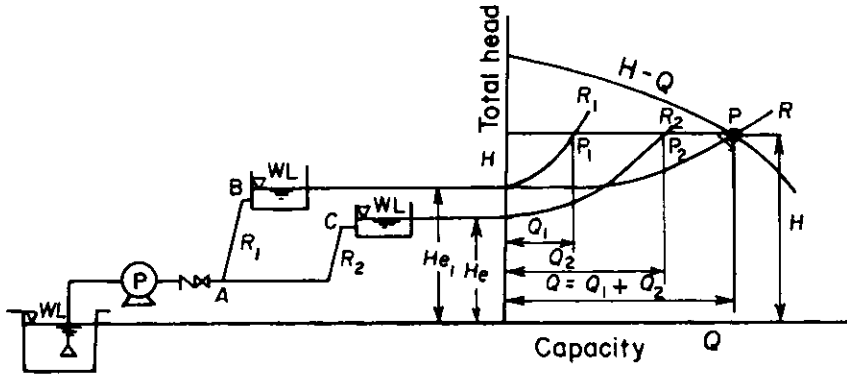 Total head
H-Q
R₁
R₂
P
R
P₁
P₂
H
WL
B
WL
C
Q₁
H
R₁
He₁
He
Q₂
R₂
P
Q = Q₁ + Q₂
A
WL
Capacity
Q